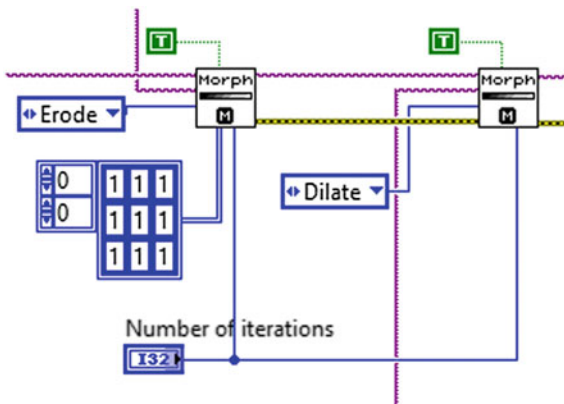 T
T
Morph
M
Morph
M
Erode
0
0
1 1 1
1 1 1
1 1 1
Dilate
Number of iterations
I32